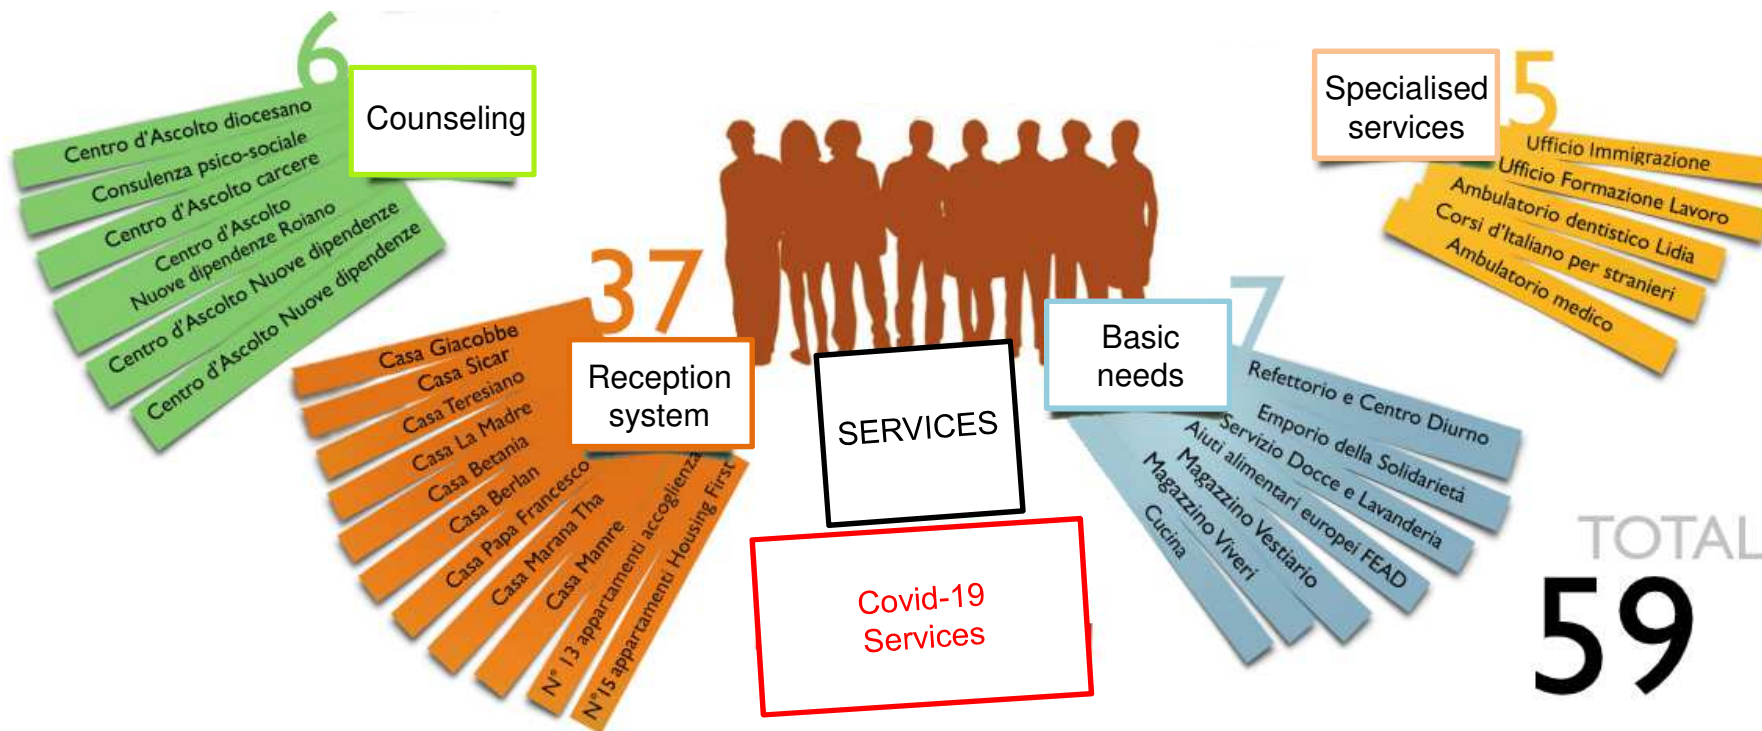 6
Counseling
Centro d'Ascolto diocesano
Consulenza psico-sociale
Centro d'Ascolto carcere
Centro d'Ascolto
Nuove dipendenze Roiano
Centro d'Ascolto Nuove dipendenze
Centro d'Ascolto Nuove dipendenze
37
Reception
system
Casa Giacobbe
Casa Sicar
Casa Teresiano
Casa La Madre
Casa Betania
Casa Berlan
Casa Papa Francesco
Casa Marana Tha
Casa Mamre
N° 13 appartamenti accoglienza
N°15 appartamenti Housing First
SERVICES
Covid-19
Services
7
Basic
needs
Refettorio e Centro Diurno
Emporio della Solidarietá
Servizio Docce e Lavanderia
Aiuti alimentari europei FEAD
Magazzino Vestiario
Magazzino Viveri
Cucina
Specialised
services
5
Ufficio Immigrazione
Ufficio Formazione Lavoro
Ambulatorio dentistico Lidia
Corsi d'Italiano per stranieri
Ambulatorio medico
TOTAL
59